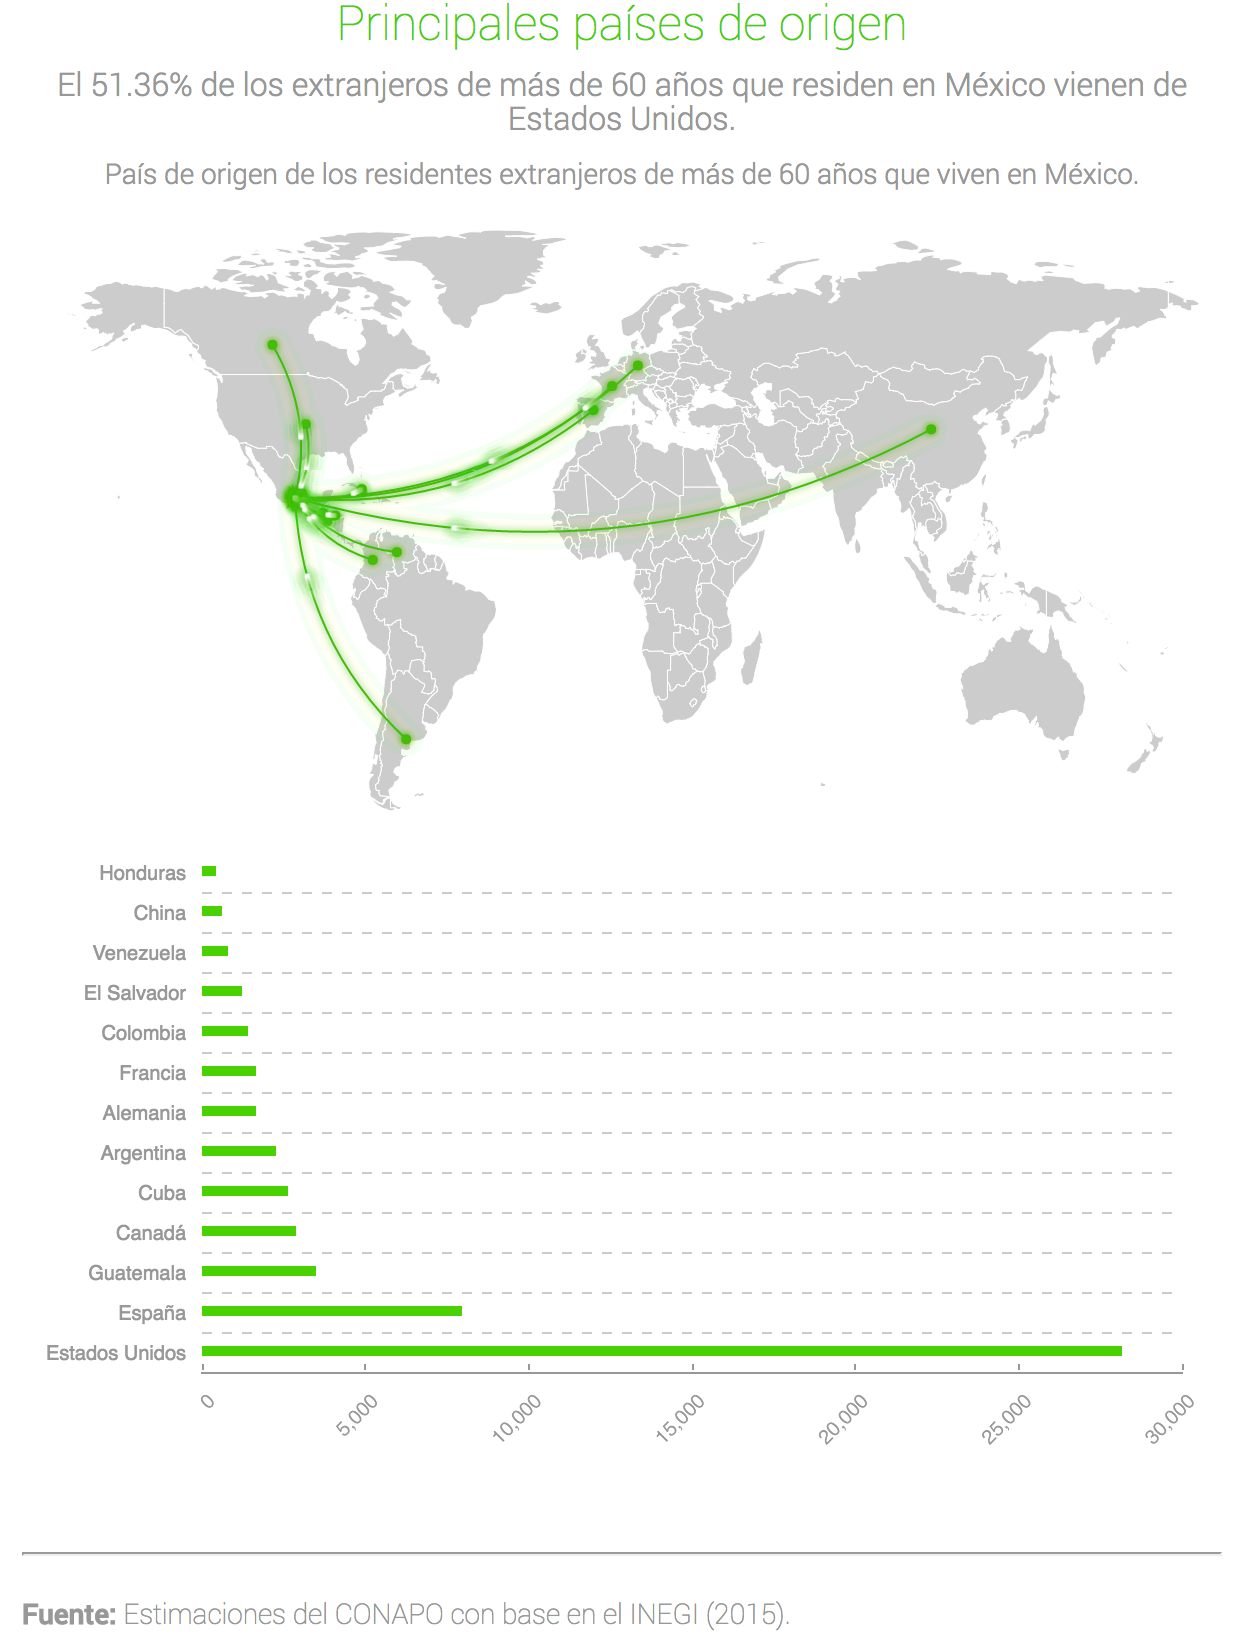 Principales países de origen
El 51.36% de los extranjeros de más de 60 años que residen en México vienen de
Estados Unidos.
País de origen de los residentes extranjeros de más de 60 años que viven en México.
Honduras
China
Venezuela
El Salvador
Colombia
Francia
Alemania
Argentina
Cuba
Canadá
Guatemala
España
Estados Unidos
0
5,000
10,000
15,000
20,000
25,000
30,000
Fuente: Estimaciones del CONAPO con base en el INEGI (2015).